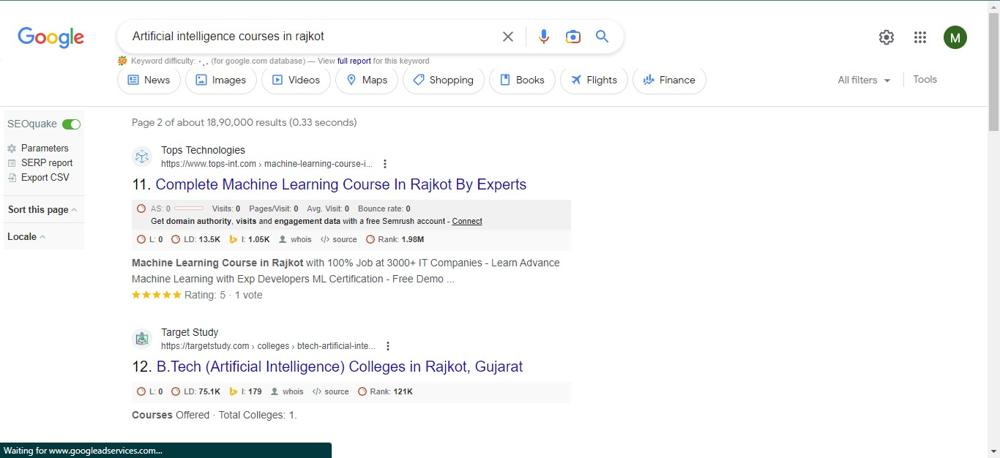 Google
Artificial intelligence courses in rajkot
M
Keyword difficulty: (for google.com database) — View full report for this keyword
News Images Videos Maps Shopping Books Flights Finance All filters Tools
Page 2 of about 18,90,000 results (0.33 seconds)
SEOquake
Parameters
SERP report
Export CSV
Sort this page
Locale
Tops Technologies
https://www.tops-int.com › machine-learning-course-i...
11. Complete Machine Learning Course In Rajkot By Experts
AS: 0 Visits: 0 Pages/Visit: 0 Avg. Visit: 0 Bounce rate: 0
Get domain authority, visits and engagement data with a free Semrush account - Connect
L: 0 LD: 13.5K I: 1.05K whois </> source Rank: 1.98M
Machine Learning Course in Rajkot with 100% Job at 3000+ IT Companies - Learn Advance
Machine Learning with Exp Developers ML Certification - Free Demo ...
Rating: 5 · 1 vote
Target Study
https://targetstudy.com › colleges › btech-artificial-inte...
12. B.Tech (Artificial Intelligence) Colleges in Rajkot, Gujarat
L: 0 LD: 75.1K I: 179 whois </> source Rank: 121K
Courses Offered · Total Colleges: 1.
Waiting for www.googleadservices.com...